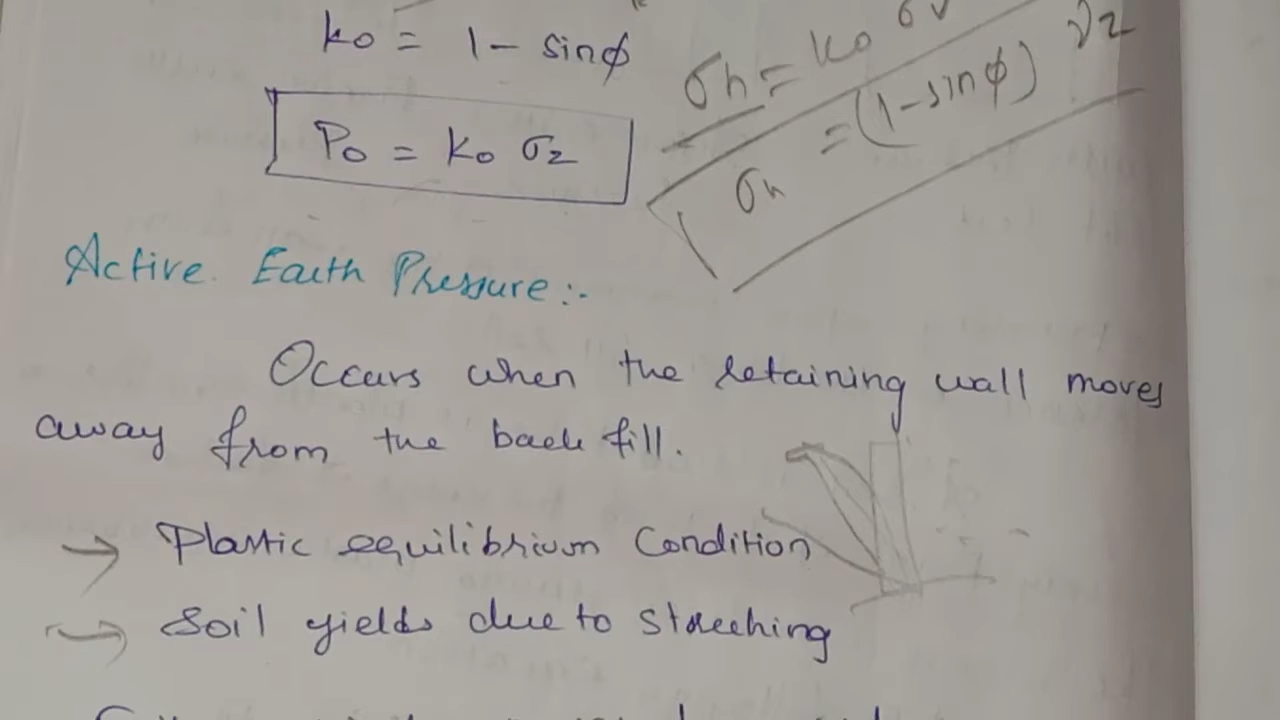 k₀ = 1 - sinϕ
P₀ = k₀ σz
σh = k₀ σv
σh = (1-sinϕ) γz
Active Earth Pressure :-
Occurs when the retaining wall moves
away from the back fill.
→ Plastic equilibrium Condition
→ Soil yields due to streching